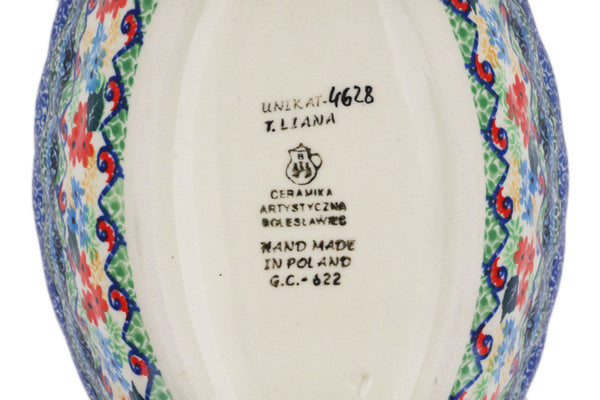 UNIKAT-4628
T. LIANA
B
CERAMIKA
ARTYSTYCZNA
BOLESŁAWIEC
HAND MADE
IN POLAND
G.C.-622